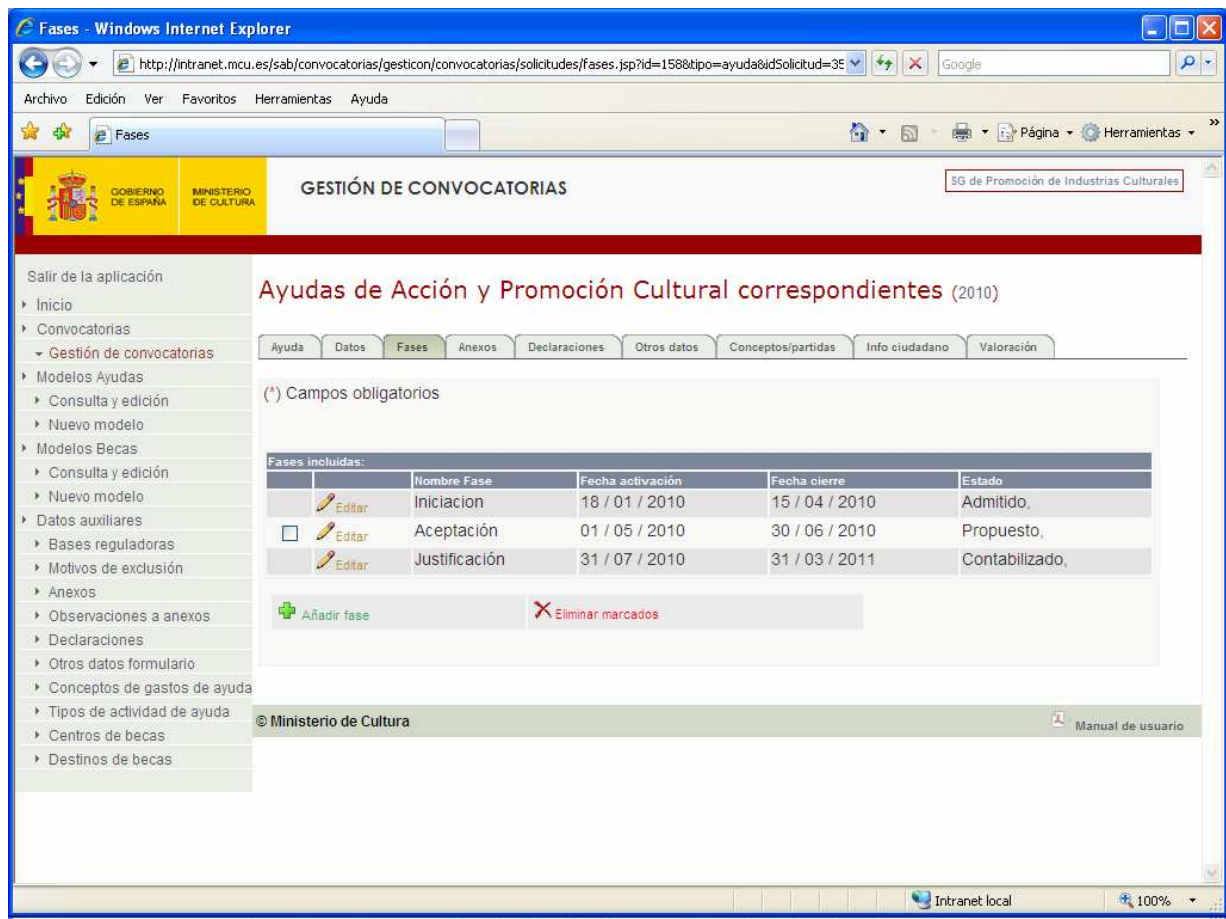 Fases - Windows Internet Explorer
http://intranet.mcu.es/sab/convocatorias/gesticon/convocatorias/solicitudes/fases.jsp?id=158&tipo=ayuda&idSolicitud=35
Google
Archivo Edición Ver Favoritos Herramientas Ayuda
Fases
Página
Herramientas
GOBIERNO DE ESPAÑA
MINISTERIO DE CULTURA
GESTIÓN DE CONVOCATORIAS
SG de Promoción de Industrias Culturales
Salir de la aplicación
Inicio
Convocatorias
Gestión de convocatorias
Modelos Ayudas
Consulta y edición
Nuevo modelo
Modelos Becas
Consulta y edición
Nuevo modelo
Datos auxiliares
Bases reguladoras
Motivos de exclusión
Anexos
Observaciones a anexos
Declaraciones
Otros datos formulario
Conceptos de gastos de ayuda
Tipos de actividad de ayuda
Centros de becas
Destinos de becas
Ayudas de Acción y Promoción Cultural correspondientes (2010)
Ayuda Datos Fases Anexos Declaraciones Otros datos Conceptos/partidas Info ciudadano Valoración
(*) Campos obligatorios
Fases incluidas:
Nombre Fase Fecha activación Fecha cierre Estado
Editar Iniciacion 18 / 01 / 2010 15 / 04 / 2010 Admitido,
Editar Aceptación 01 / 05 / 2010 30 / 06 / 2010 Propuesto,
Editar Justificación 31 / 07 / 2010 31 / 03 / 2011 Contabilizado,
Añadir fase Eliminar marcados
© Ministerio de Cultura
Manual de usuario
Intranet local
100%